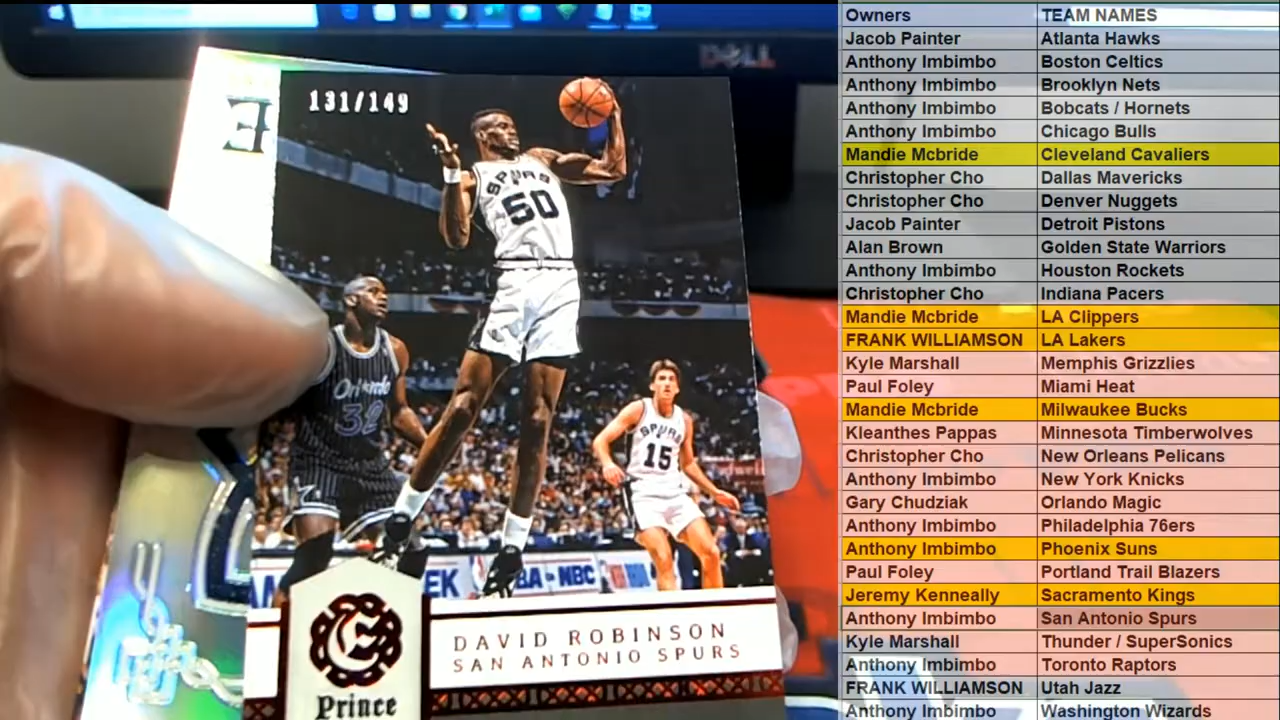 DELL
131/149
SPURS
50
Orlando
32
SPURS
15
NBA-NBC
DAVID ROBINSON
SAN ANTONIO SPURS
Prince
Owners TEAM NAMES
Jacob Painter Atlanta Hawks
Anthony Imbimbo Boston Celtics
Anthony Imbimbo Brooklyn Nets
Anthony Imbimbo Bobcats / Hornets
Anthony Imbimbo Chicago Bulls
Mandie Mcbride Cleveland Cavaliers
Christopher Cho Dallas Mavericks
Christopher Cho Denver Nuggets
Jacob Painter Detroit Pistons
Alan Brown Golden State Warriors
Anthony Imbimbo Houston Rockets
Christopher Cho Indiana Pacers
Mandie Mcbride LA Clippers
FRANK WILLIAMSON LA Lakers
Kyle Marshall Memphis Grizzlies
Paul Foley Miami Heat
Mandie Mcbride Milwaukee Bucks
Kleanthes Pappas Minnesota Timberwolves
Christopher Cho New Orleans Pelicans
Anthony Imbimbo New York Knicks
Gary Chudziak Orlando Magic
Anthony Imbimbo Philadelphia 76ers
Anthony Imbimbo Phoenix Suns
Paul Foley Portland Trail Blazers
Jeremy Kenneally Sacramento Kings
Anthony Imbimbo San Antonio Spurs
Kyle Marshall Thunder / SuperSonics
Anthony Imbimbo Toronto Raptors
FRANK WILLIAMSON Utah Jazz
Anthony Imbimbo Washington Wizards